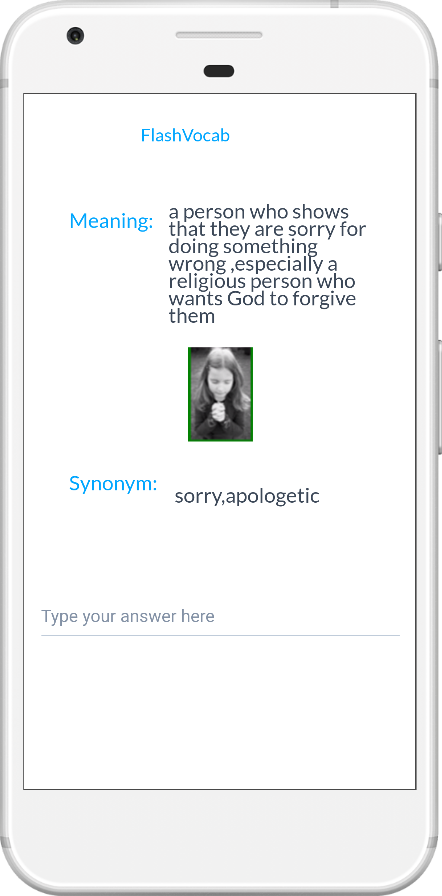 FlashVocab
Meaning:
a person who shows
that they are sorry for
doing something
wrong ,especially a
religious person who
wants God to forgive
them
Synonym:
sorry,apologetic
Type your answer here